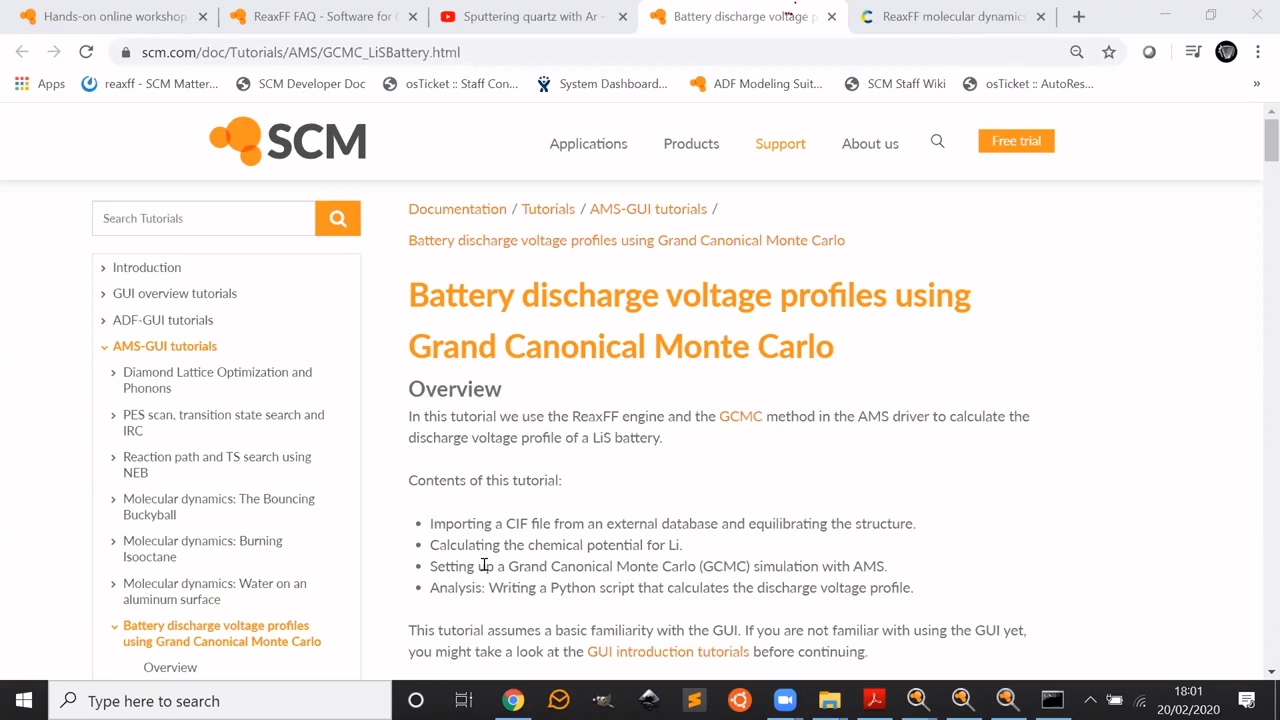 Hands-on online workshop
ReaxFF FAQ - Software for C
Sputtering quartz with Ar -
Battery discharge voltage p
ReaxFF molecular dynamics
scm.com/doc/Tutorials/AMS/GCMC_LiSBattery.html
Apps
reaxff - SCM Matter...
SCM Developer Doc
osTicket :: Staff Con...
System Dashboard...
ADF Modeling Suit...
SCM Staff Wiki
osTicket :: AutoRes...
»
SCM
Applications
Products
Support
About us
Free trial
Search Tutorials
Introduction
GUI overview tutorials
ADF-GUI tutorials
AMS-GUI tutorials
Diamond Lattice Optimization and
Phonons
PES scan, transition state search and
IRC
Reaction path and TS search using
NEB
Molecular dynamics: The Bouncing
Buckyball
Molecular dynamics: Burning
Isooctane
Molecular dynamics: Water on an
aluminum surface
Battery discharge voltage profiles
using Grand Canonical Monte Carlo
Overview
Documentation / Tutorials / AMS-GUI tutorials /
Battery discharge voltage profiles using Grand Canonical Monte Carlo
Battery discharge voltage profiles using
Grand Canonical Monte Carlo
Overview
In this tutorial we use the ReaxFF engine and the GCMC method in the AMS driver to calculate the
discharge voltage profile of a LiS battery.
Contents of this tutorial:
• Importing a CIF file from an external database and equilibrating the structure.
• Calculating the chemical potential for Li.
• Setting up a Grand Canonical Monte Carlo (GCMC) simulation with AMS.
• Analysis: Writing a Python script that calculates the discharge voltage profile.
This tutorial assumes a basic familiarity with the GUI. If you are not familiar with using the GUI yet,
you might take a look at the GUI introduction tutorials before continuing.
Type here to search
18:01
20/02/2020